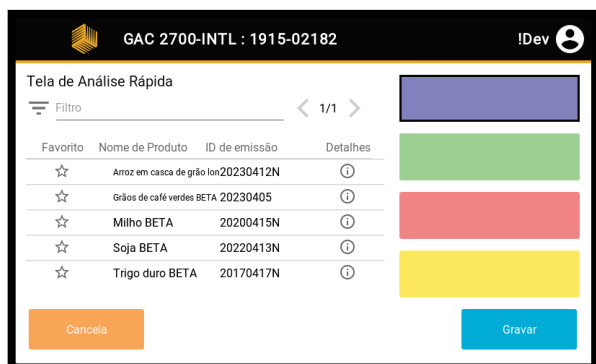 GAC 2700-INTL : 1915-02182
!Dev
Tela de Análise Rápida
Filtro
1/1
Favorito Nome de Produto ID de emissão Detalhes
Arroz em casca de grão lon20230412N
Grãos de café verdes BETA 20230405
Milho BETA 20200415N
Soja BETA 20220413N
Trigo duro BETA 20170417N
Cancela
Gravar